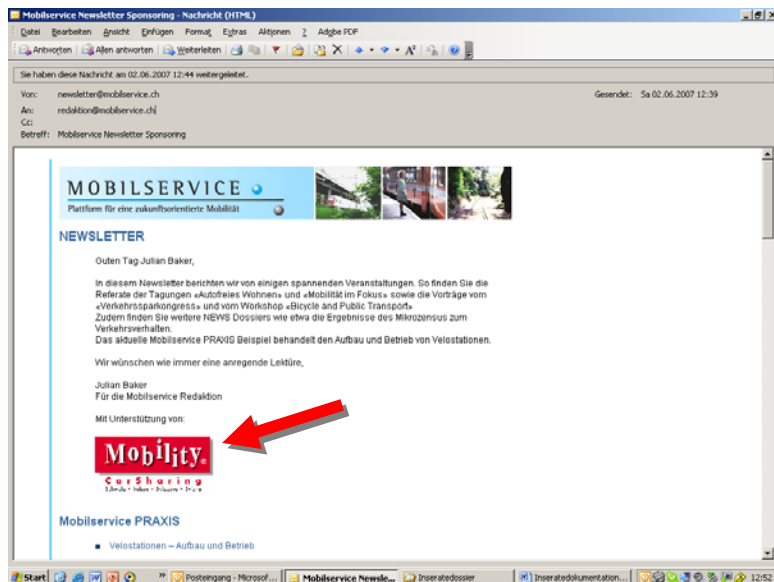 Mobilservice Newsletter Sponsoring - Nachricht (HTML)
Datei Bearbeiten Ansicht Einfügen Format Extras Aktionen ? Adobe PDF
Antworten Allen antworten Weiterleiten
Sie haben diese Nachricht am 02.06.2007 12:44 weitergeleitet.
Von: newsletter@mobilservice.ch Gesendet: Sa 02.06.2007 12:39
An: redaktion@mobilservice.ch
Cc:
Betreff: Mobilservice Newsletter Sponsoring
MOBILSERVICE
Plattform für eine zukunftsorientierte Mobilität
NEWSLETTER
Guten Tag Julian Baker,
In diesem Newsletter berichten wir von einigen spannenden Veranstaltungen. So finden Sie die
Referate der Tagungen «Autofreies Wohnen» und «Mobilität im Fokus» sowie die Vorträge vom
«Verkehrssparkongress» und vom Workshop «Bicycle and Public Transport»
Zudem finden Sie weitere NEWS Dossiers wie etwa die Ergebnisse des Mikrozensus zum
Verkehrsverhalten.
Das aktuelle Mobilservice PRAXIS Beispiel behandelt den Aufbau und Betrieb von Velostationen.
Wir wünschen wie immer eine anregende Lektüre,
Julian Baker
Für die Mobilservice Redaktion
Mit Unterstützung von:
Mobility®
CarSharing
Mobilservice PRAXIS
Velostationen – Aufbau und Betrieb
Start » Posteingang - Microsof... Mobilservice Newsle... Inseratedossier Inseratedokumentation... 12:52